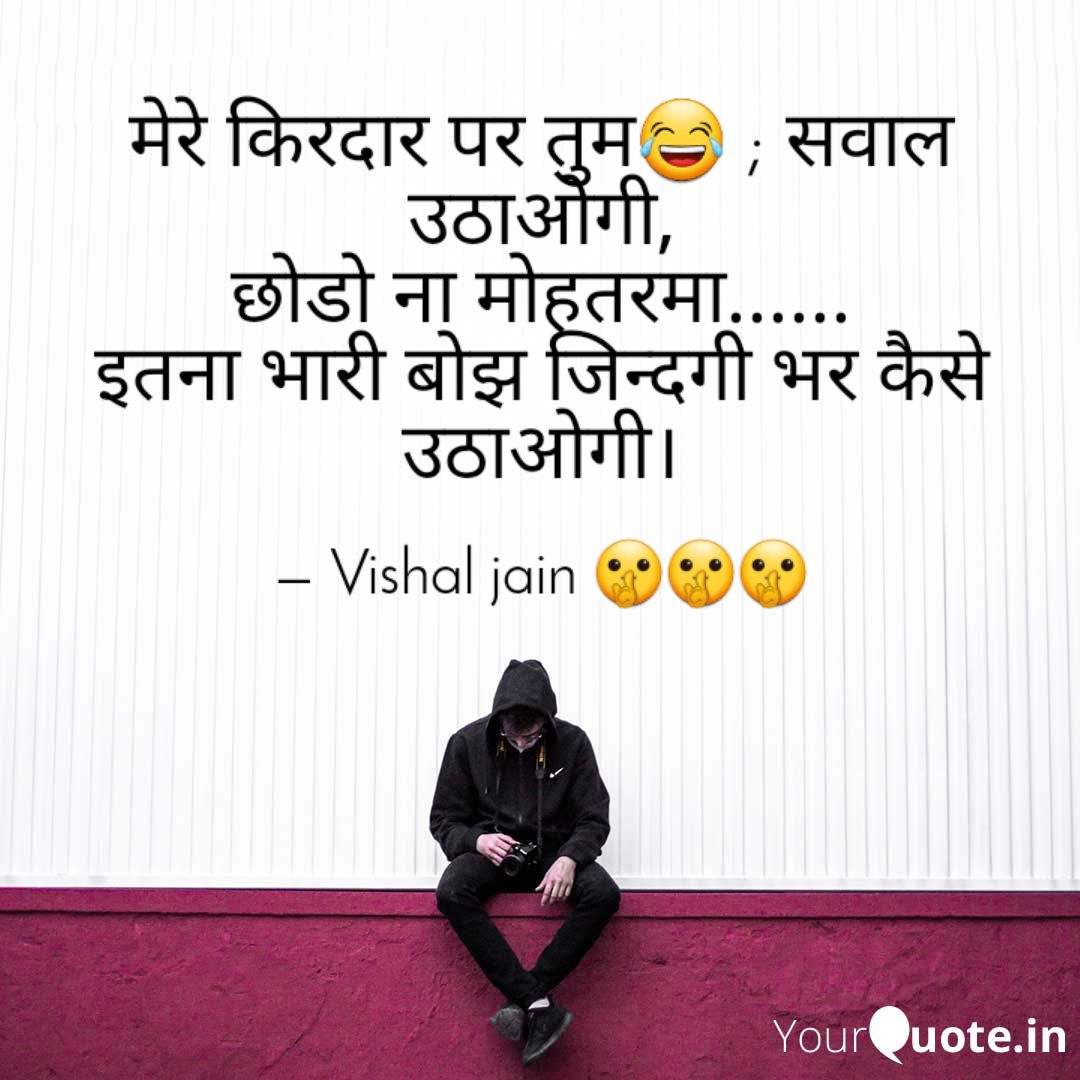 मेरे किरदार पर तुम😂 ; सवाल
उठाओगी,
छोडो ना मोहतरमा......
इतना भारी बोझ जिन्दगी भर कैसे
उठाओगी।
– Vishal jain 🤫🤫🤫
YourQuote.in